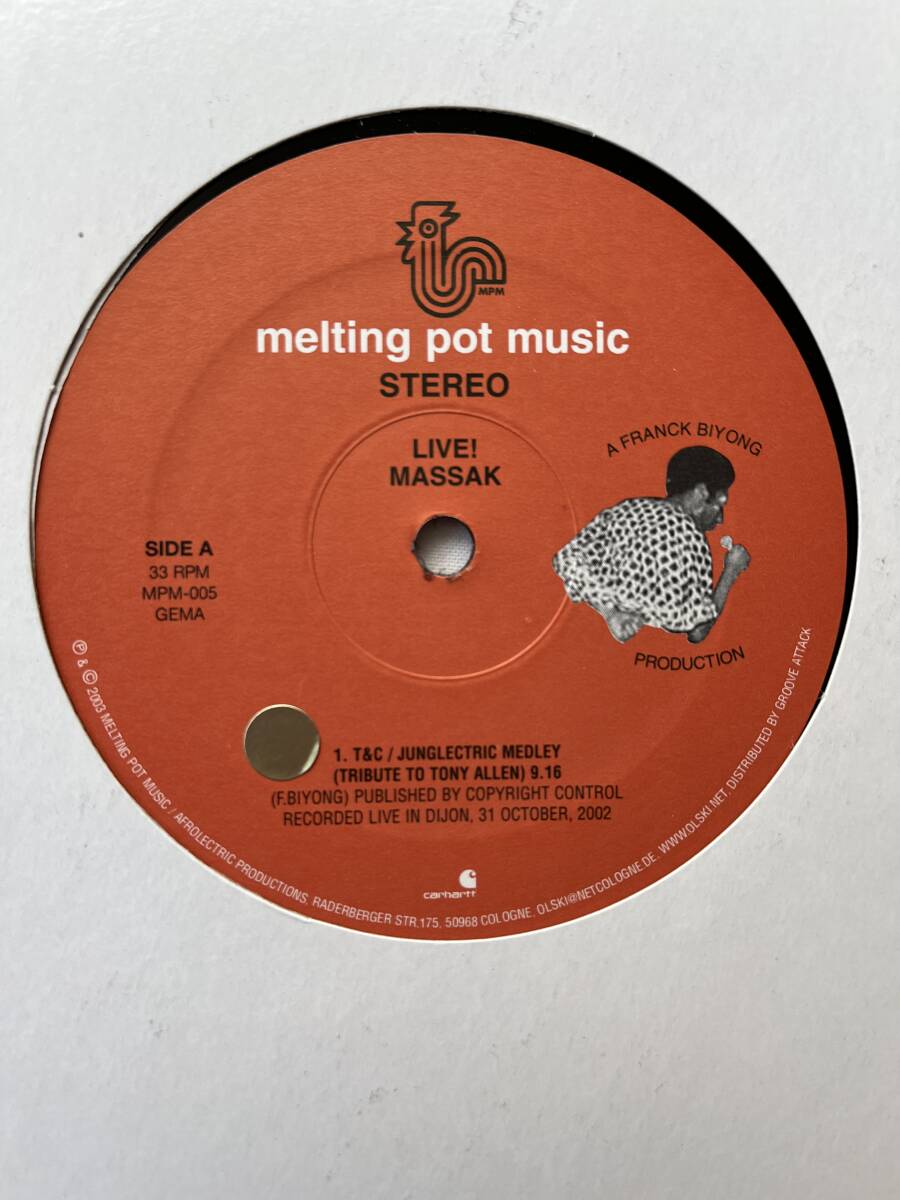 MPM
melting pot music
STEREO
LIVE!
MASSAK
A FRANCK BIYONG
PRODUCTION
SIDE A
33 RPM
MPM-005
GEMA
1. T&C / JUNGLECTRIC MEDLEY
(TRIBUTE TO TONY ALLEN) 9.16
(F.BIYONG) PUBLISHED BY COPYRIGHT CONTROL
RECORDED LIVE IN DIJON, 31 OCTOBER, 2002
carhartt
℗ & © 2003 MELTING POT MUSIC / AFROLECTRIC PRODUCTIONS. RADERBERGER STR.175, 50968 COLOGNE. OLSKI@NETCOLOGNE.DE. WWW.OLSKI.NET. DISTRIBUTED BY GROOVE ATTACK